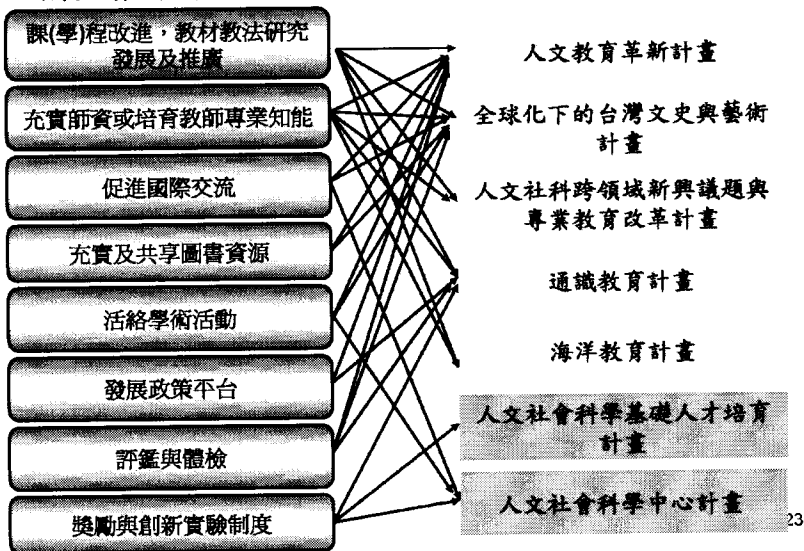 課(學)程改進，教材教法研究
發展及推廣
充實師資或培育教師專業知能
促進國際交流
充實及共享圖書資源
活絡學術活動
發展政策平台
評鑑與體檢
獎勵與創新實驗制度
人文教育革新計畫
全球化下的台灣文史與藝術
計畫
人文社科跨領域新興議題與
專業教育改革計畫
通識教育計畫
海洋教育計畫
人文社會科學基礎人才培育
計畫
人文社會科學中心計畫
23